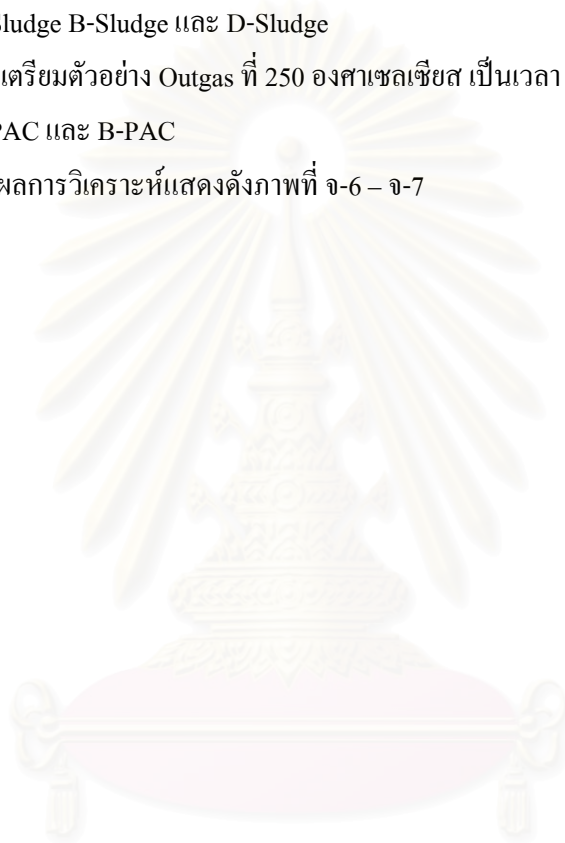 Sludge B-Sludge และ D-Sludge
เตรียมตัวอย่าง Outgas ที่ 250 องศาเซลเซียส เป็นเวลา
PAC และ B-PAC
ผลการวิเคราะห์แสดงดังภาพที่ จ-6 – จ-7